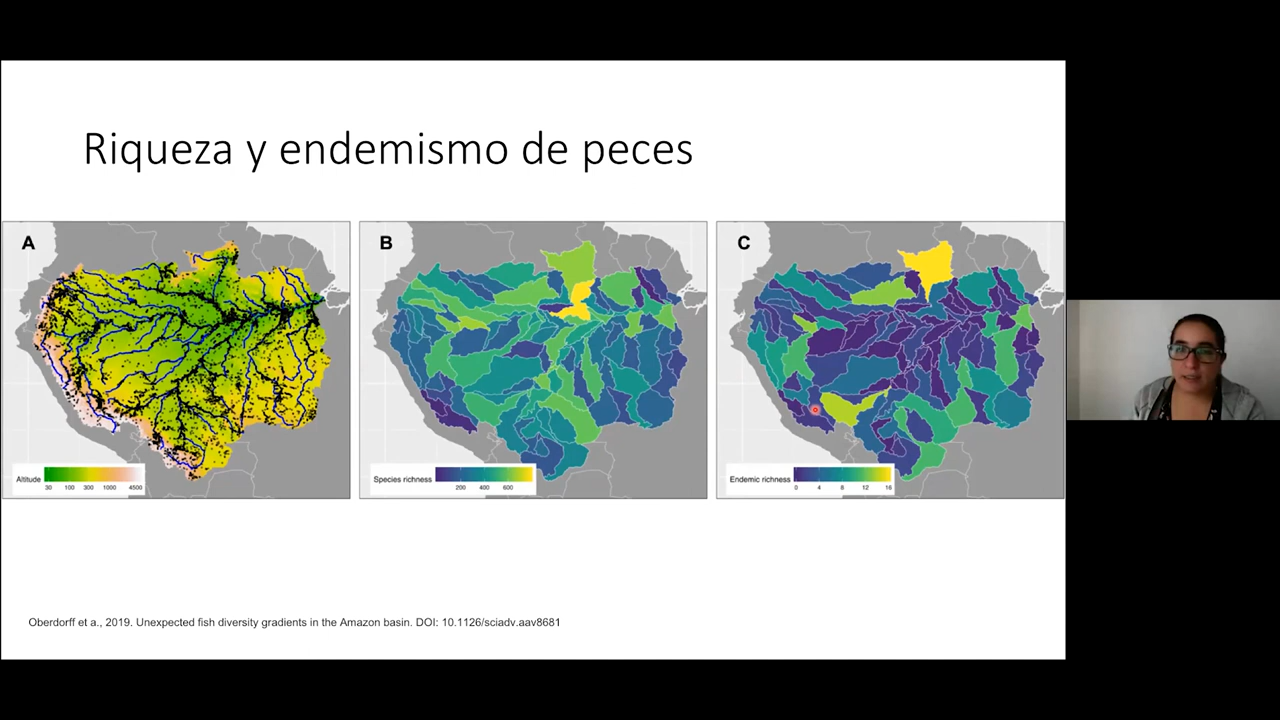 Riqueza y endemismo de peces
A
Altitude
30 100 300 1000 4500
B
Species richness
200 400 600
C
Endemic richness
0 4 8 12 16
Oberdorff et a., 2019. Unexpected fish diversity gradients in the Amazon basin. DOI: 10.1126/sciadv.aav8681